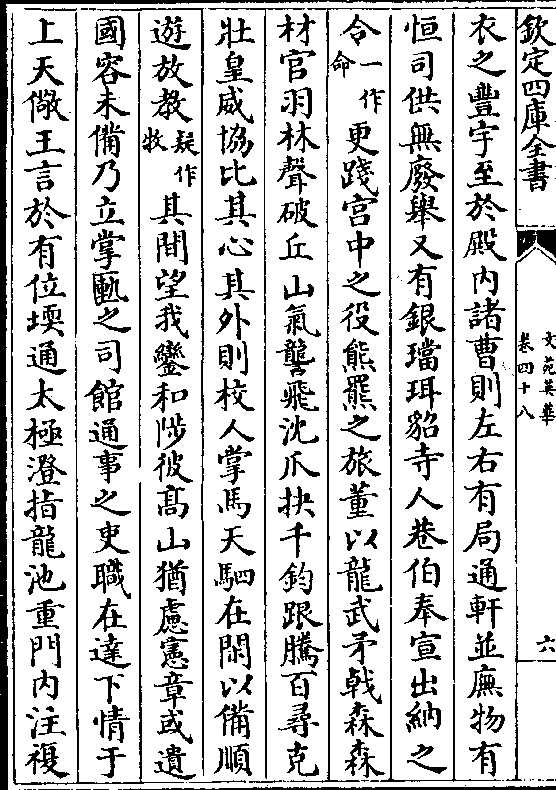 欽定四庫全書
文苑英華
卷四十八
六
衣之豐宇至於殿内諸曹則左右有局通軒並廡物有
恒司供無廢舉又有銀璫珥貂寺人巷伯奉宣出納之
令一作命更踐宫中之役熊羆之旅董以龍武矛戟森森
材官羽林聲破丘山氣讋飛沈爪抉千鈞跟騰百尋克
壯皇威協比其心其外則校人掌馬天駟在閑以備順
遊放教疑作牧其間望我鑾和陟彼髙山猶慮憲章或遺
國容未備乃立掌匭之司館通事之吏職在達下情于
上天儆王言於有位堧通太極澄指龍池重門内注複